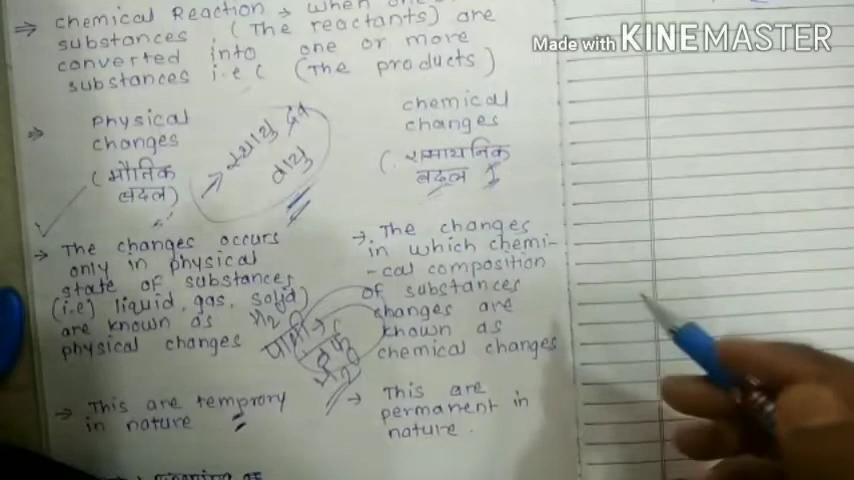 ⇒ chemical Reaction → when one
substances. (The reactants) are
converted into one or more
substances i.e ( (The products)
Made with KINEMASTER
⇒ physical
changes
(भौतिक
बदल)
→ स्थायु द्रव
वायु
chemical
changes
(रासायनिक
बदल)
→ The changes occurs
only in physical
state of substances
(i.e) liquid, gas, solid)
are known as
physical changes
पाणी →
बर्फ
→ The changes
in which chemi-
-cal composition
of substances
changes are
known as
chemical changes
→ This are temprory
in nature
→ This are
permanent in
nature.